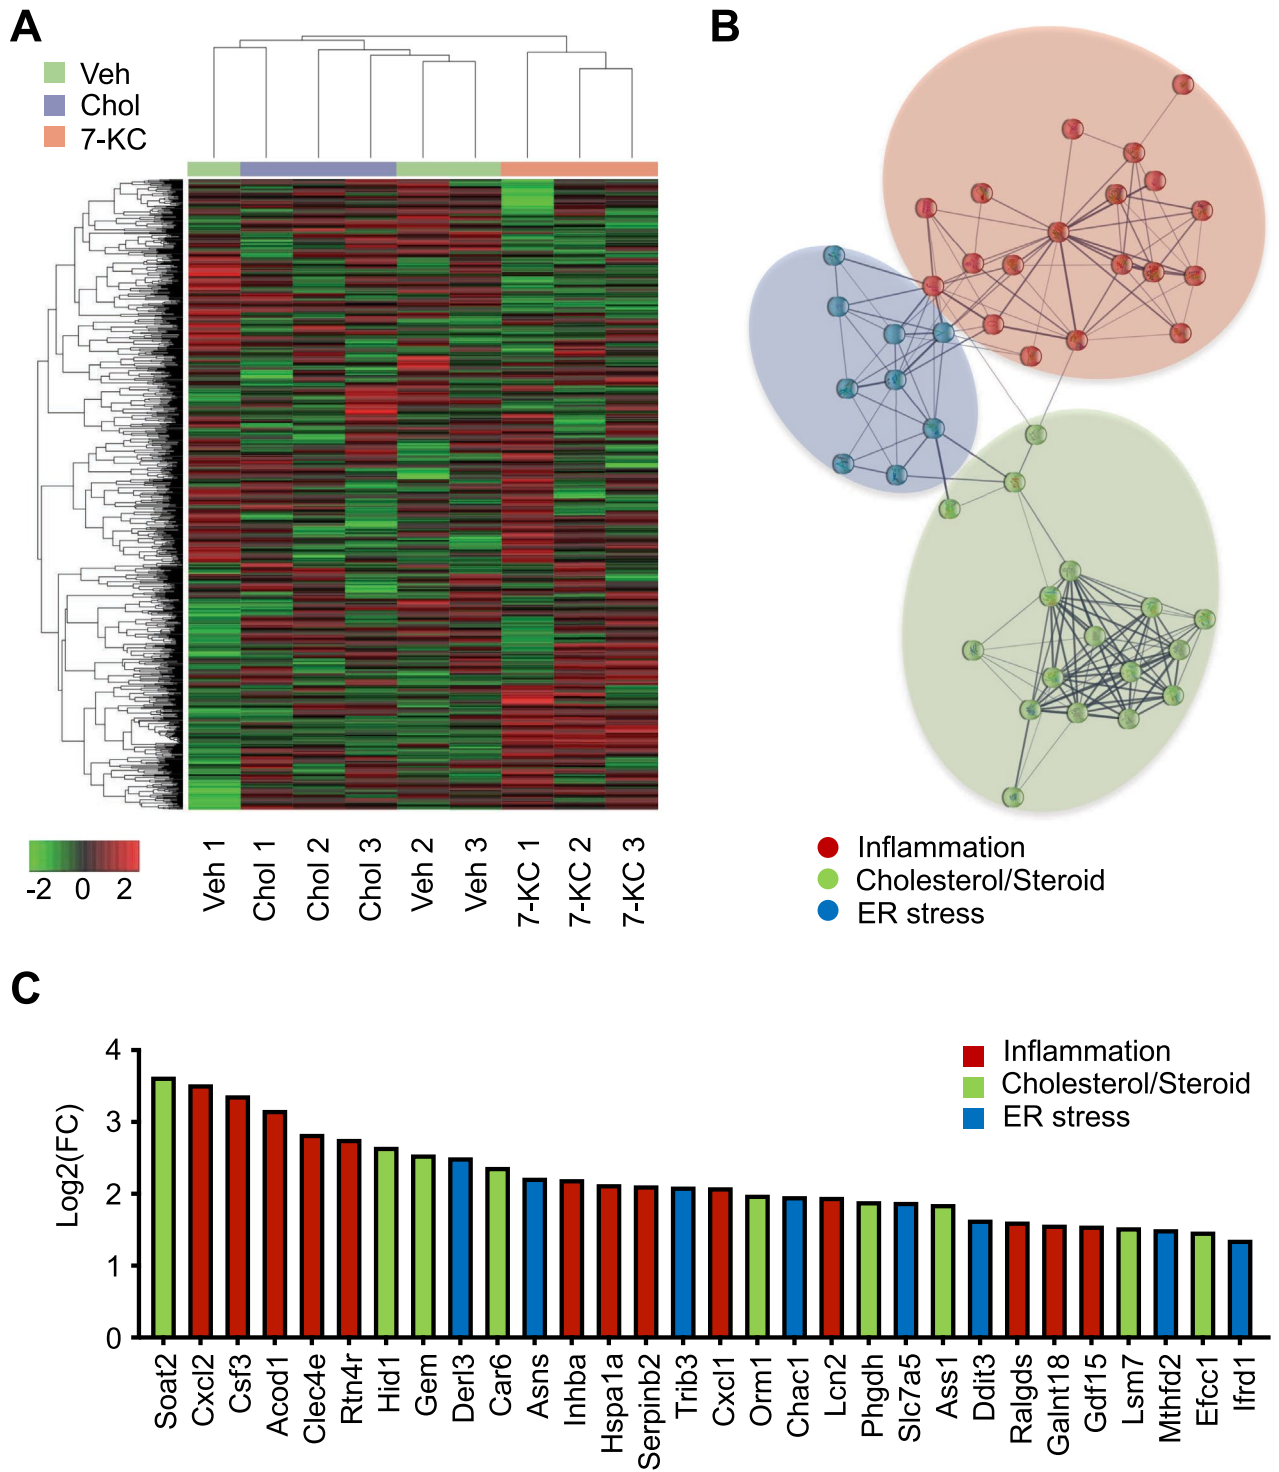 A
Veh
Chol
7-KC
-2 0 2
Veh 1
Chol 1
Chol 2
Chol 3
Veh 2
Veh 3
7-KC 1
7-KC 2
7-KC 3
B
Inflammation
Cholesterol/Steroid
ER stress
C
Log2(FC)
4
3
2
1
0
Inflammation
Cholesterol/Steroid
ER stress
Soat2
Cxcl2
Csf3
Acod1
Clec4e
Rtn4r
Hid1
Gem
Derl3
Car6
Asns
Inhba
Hspa1a
Serpinb2
Trib3
Cxcl1
Orm1
Chac1
Lcn2
Phgdh
Slc7a5
Ass1
Ddit3
Ralgds
Galnt18
Gdf15
Lsm7
Mthfd2
Efcc1
Ifrd1